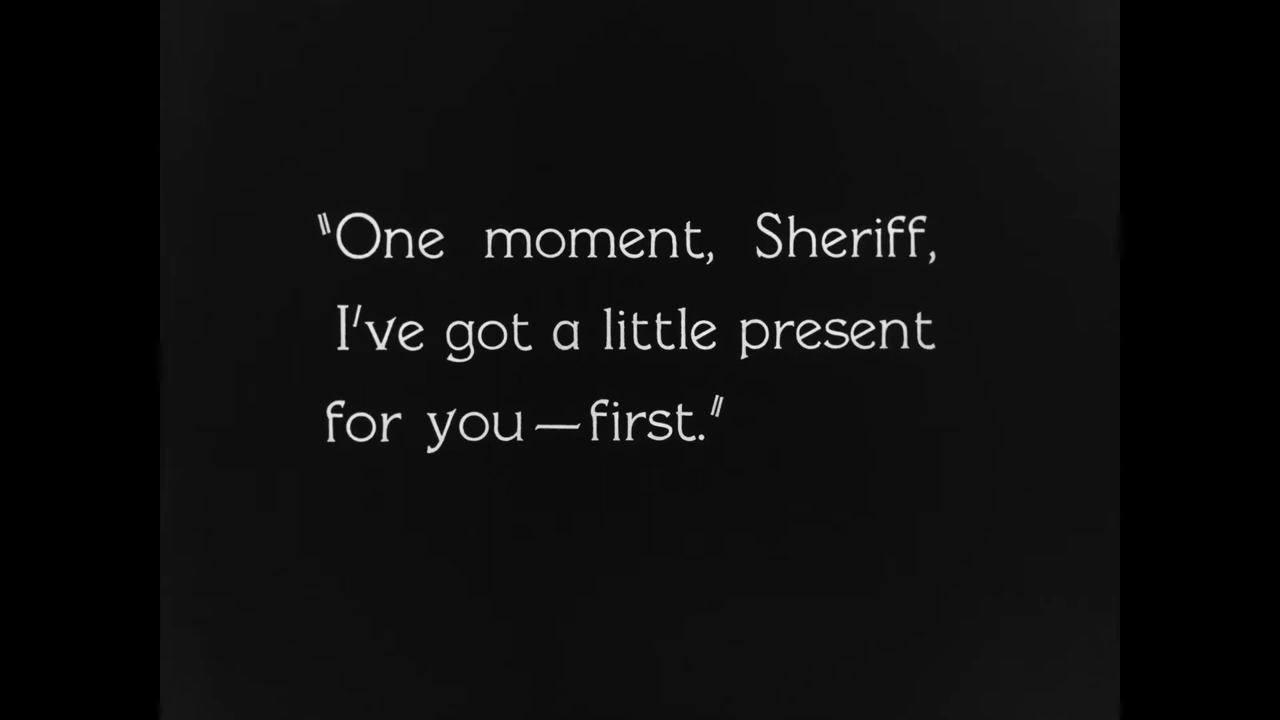 "One moment, Sheriff,
I've got a little present
for you—first."